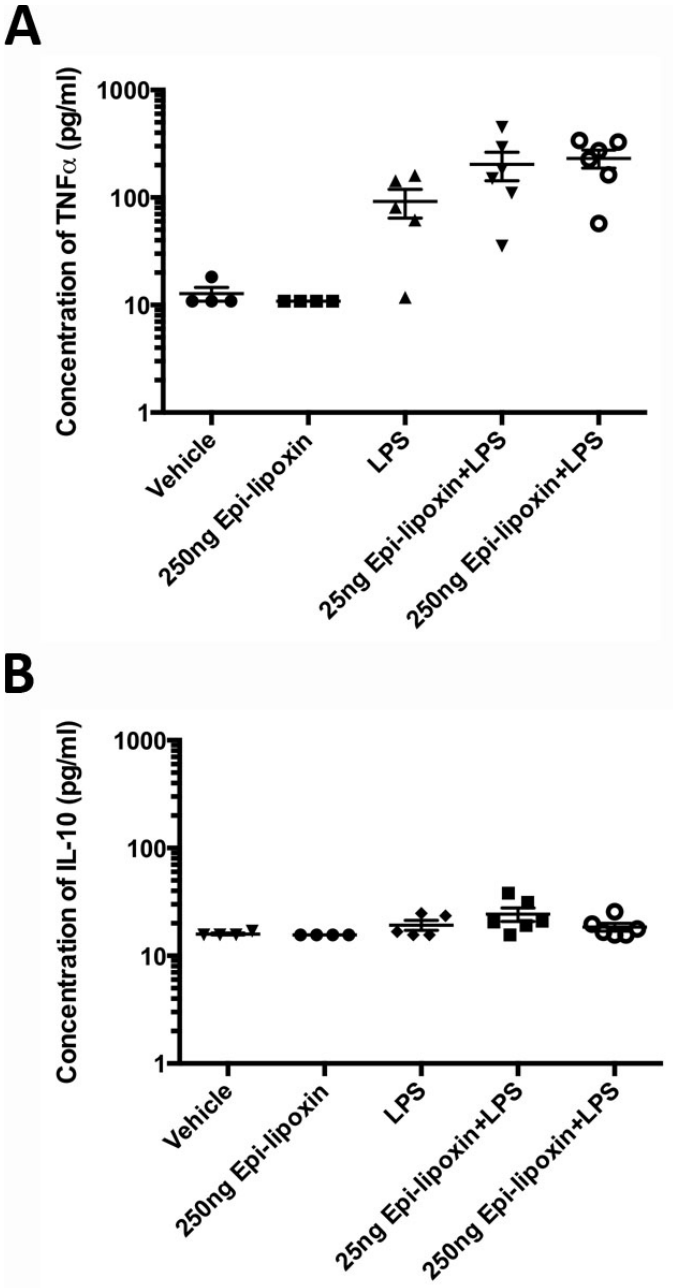 A
Concentration of TNFα (pg/ml)
1000
100
10
1
Vehicle
250ng Epi-lipoxin
LPS
25ng Epi-lipoxin+LPS
250ng Epi-lipoxin+LPS
B
Concentration of IL-10 (pg/ml)
1000
100
10
1
Vehicle
250ng Epi-lipoxin
LPS
25ng Epi-lipoxin+LPS
250ng Epi-lipoxin+LPS